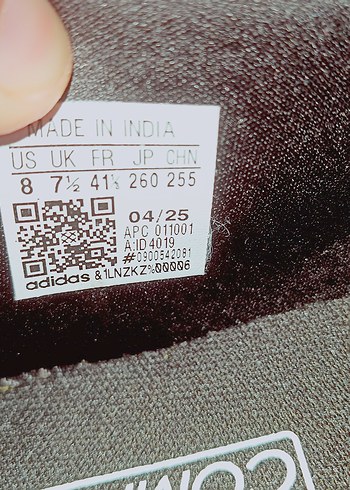 MADE IN INDIA
US UK FR JP CHN
8 7½ 41⅓ 260 255
04/25
APC 011001
A:ID4019
#0900542081
adidas &1LNZKZ%00006